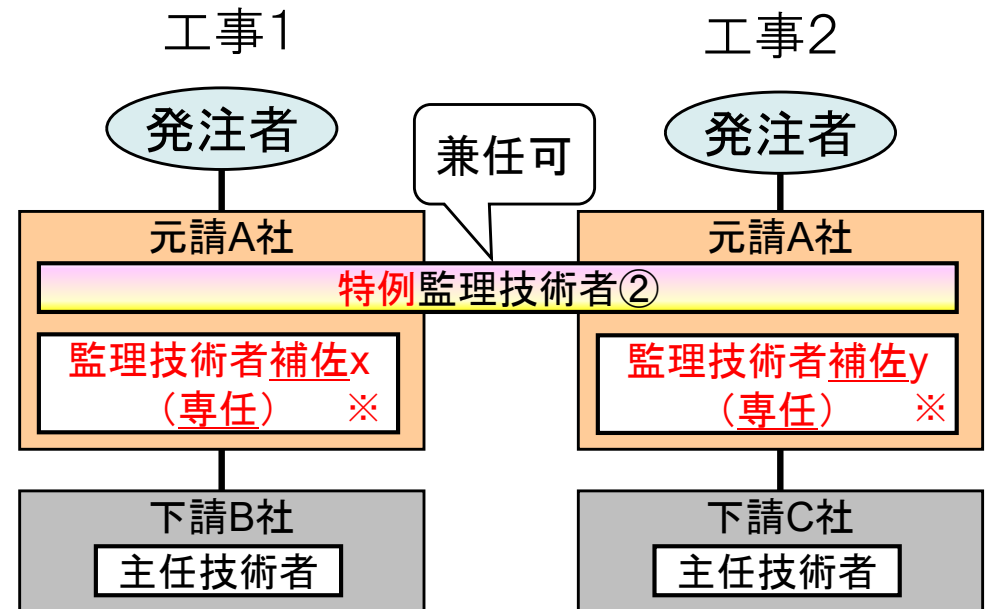 工事1
工事2
発注者
兼任可
発注者
元請A社
元請A社
特例監理技術者②
監理技術者補佐x
（専任） ※
監理技術者補佐y
（専任） ※
下請B社
主任技術者
下請C社
主任技術者